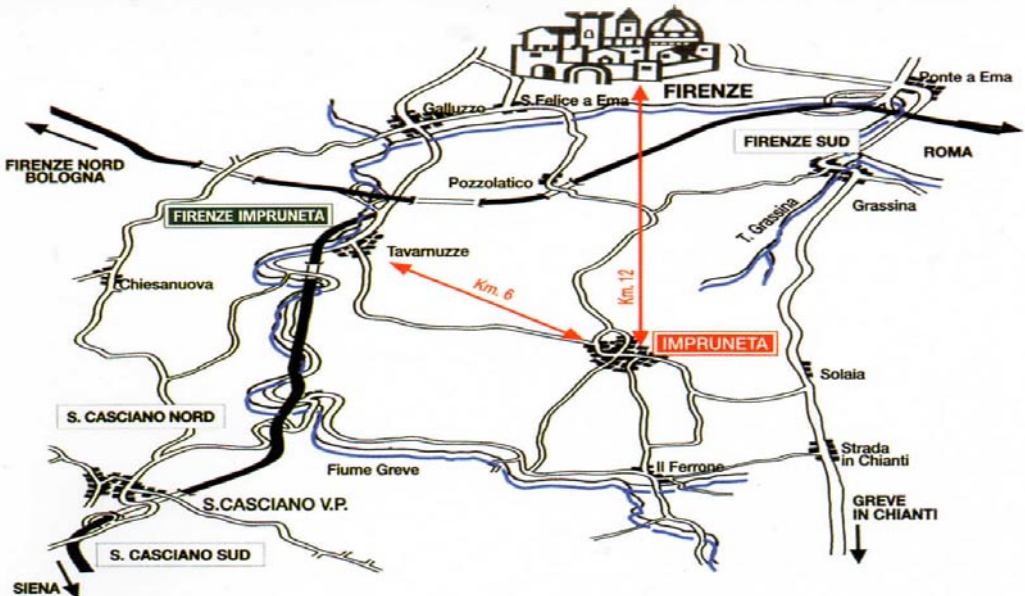 Ponte a Ema
FIRENZE
S.Felice a Ema
Galluzzo
FIRENZE SUD
ROMA
FIRENZE NORD
BOLOGNA
Pozzolatico
Grassina
FIRENZE IMPRUNETA
T. Grassina
Tavarnuzze
Chiesanuova
Km. 6
Km. 12
IMPRUNETA
Solaia
S. CASCIANO NORD
Strada
in Chianti
Fiume Greve
Il Ferrone
S.CASCIANO V.P.
GREVE
IN CHIANTI
S. CASCIANO SUD
SIENA